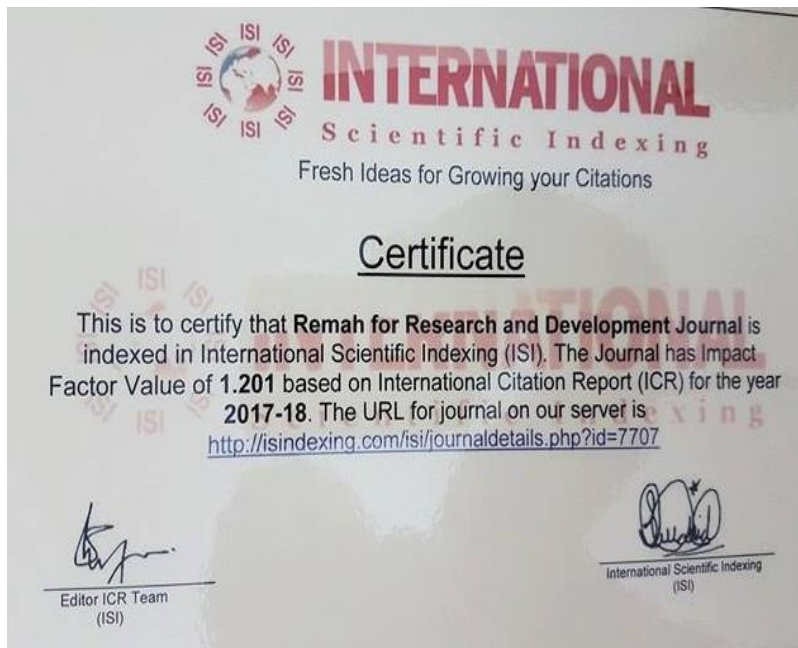 ISI ISI ISI ISI ISI ISI ISI ISI
INTERNATIONAL
Scientific Indexing
Fresh Ideas for Growing your Citations
Certificate
This is to certify that Remah for Research and Development Journal is
indexed in International Scientific Indexing (ISI). The Journal has Impact
Factor Value of 1.201 based on International Citation Report (ICR) for the year
2017-18. The URL for journal on our server is
http://isindexing.com/isi/journaldetails.php?id=7707
Editor ICR Team
(ISI)
International Scientific Indexing
(ISI)